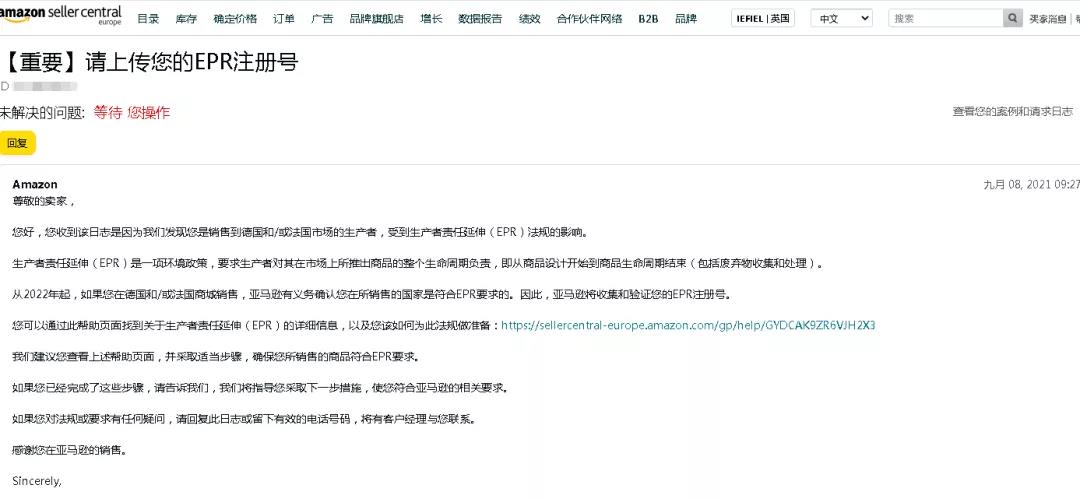 amazon seller central
europe
目录 库存 确定价格 订单 广告 品牌旗舰店 增长 数据报告 绩效 合作伙伴网络 B2B 品牌 IEFIEL | 英国 中文 搜索 买家消息 |
【重要】请上传您的EPR注册号
D
未解决的问题: 等待 您操作 查看您的案例和请求日志
回复
Amazon 九月 08, 2021 09:27
尊敬的卖家，
您好，您收到该日志是因为我们发现您是销售到德国和/或法国市场的生产者，受到生产者责任延伸（EPR）法规的影响。
生产者责任延伸（EPR）是一项环境政策，要求生产者对其在市场上所推出商品的整个生命周期负责，即从商品设计开始到商品生命周期结束（包括废弃物收集和处理）。
从2022年起，如果您在德国和/或法国商城销售，亚马逊有义务确认您在所销售的国家是符合EPR要求的。因此，亚马逊将收集和验证您的EPR注册号。
您可以通过此帮助页面找到关于生产者责任延伸（EPR）的详细信息，以及您该如何为此法规做准备：https://sellercentral-europe.amazon.com/gp/help/GYDCAK9ZR6VJH2X3
我们建议您查看上述帮助页面，并采取适当步骤，确保您所销售的商品符合EPR要求。
如果您已经完成了这些步骤，请告诉我们，我们将指导您采取下一步措施，使您符合亚马逊的相关要求。
如果您对法规或要求有任何疑问，请回复此日志或留下有效的电话号码，将有客户经理与您联系。
感谢您在亚马逊的销售。
Sincerely,